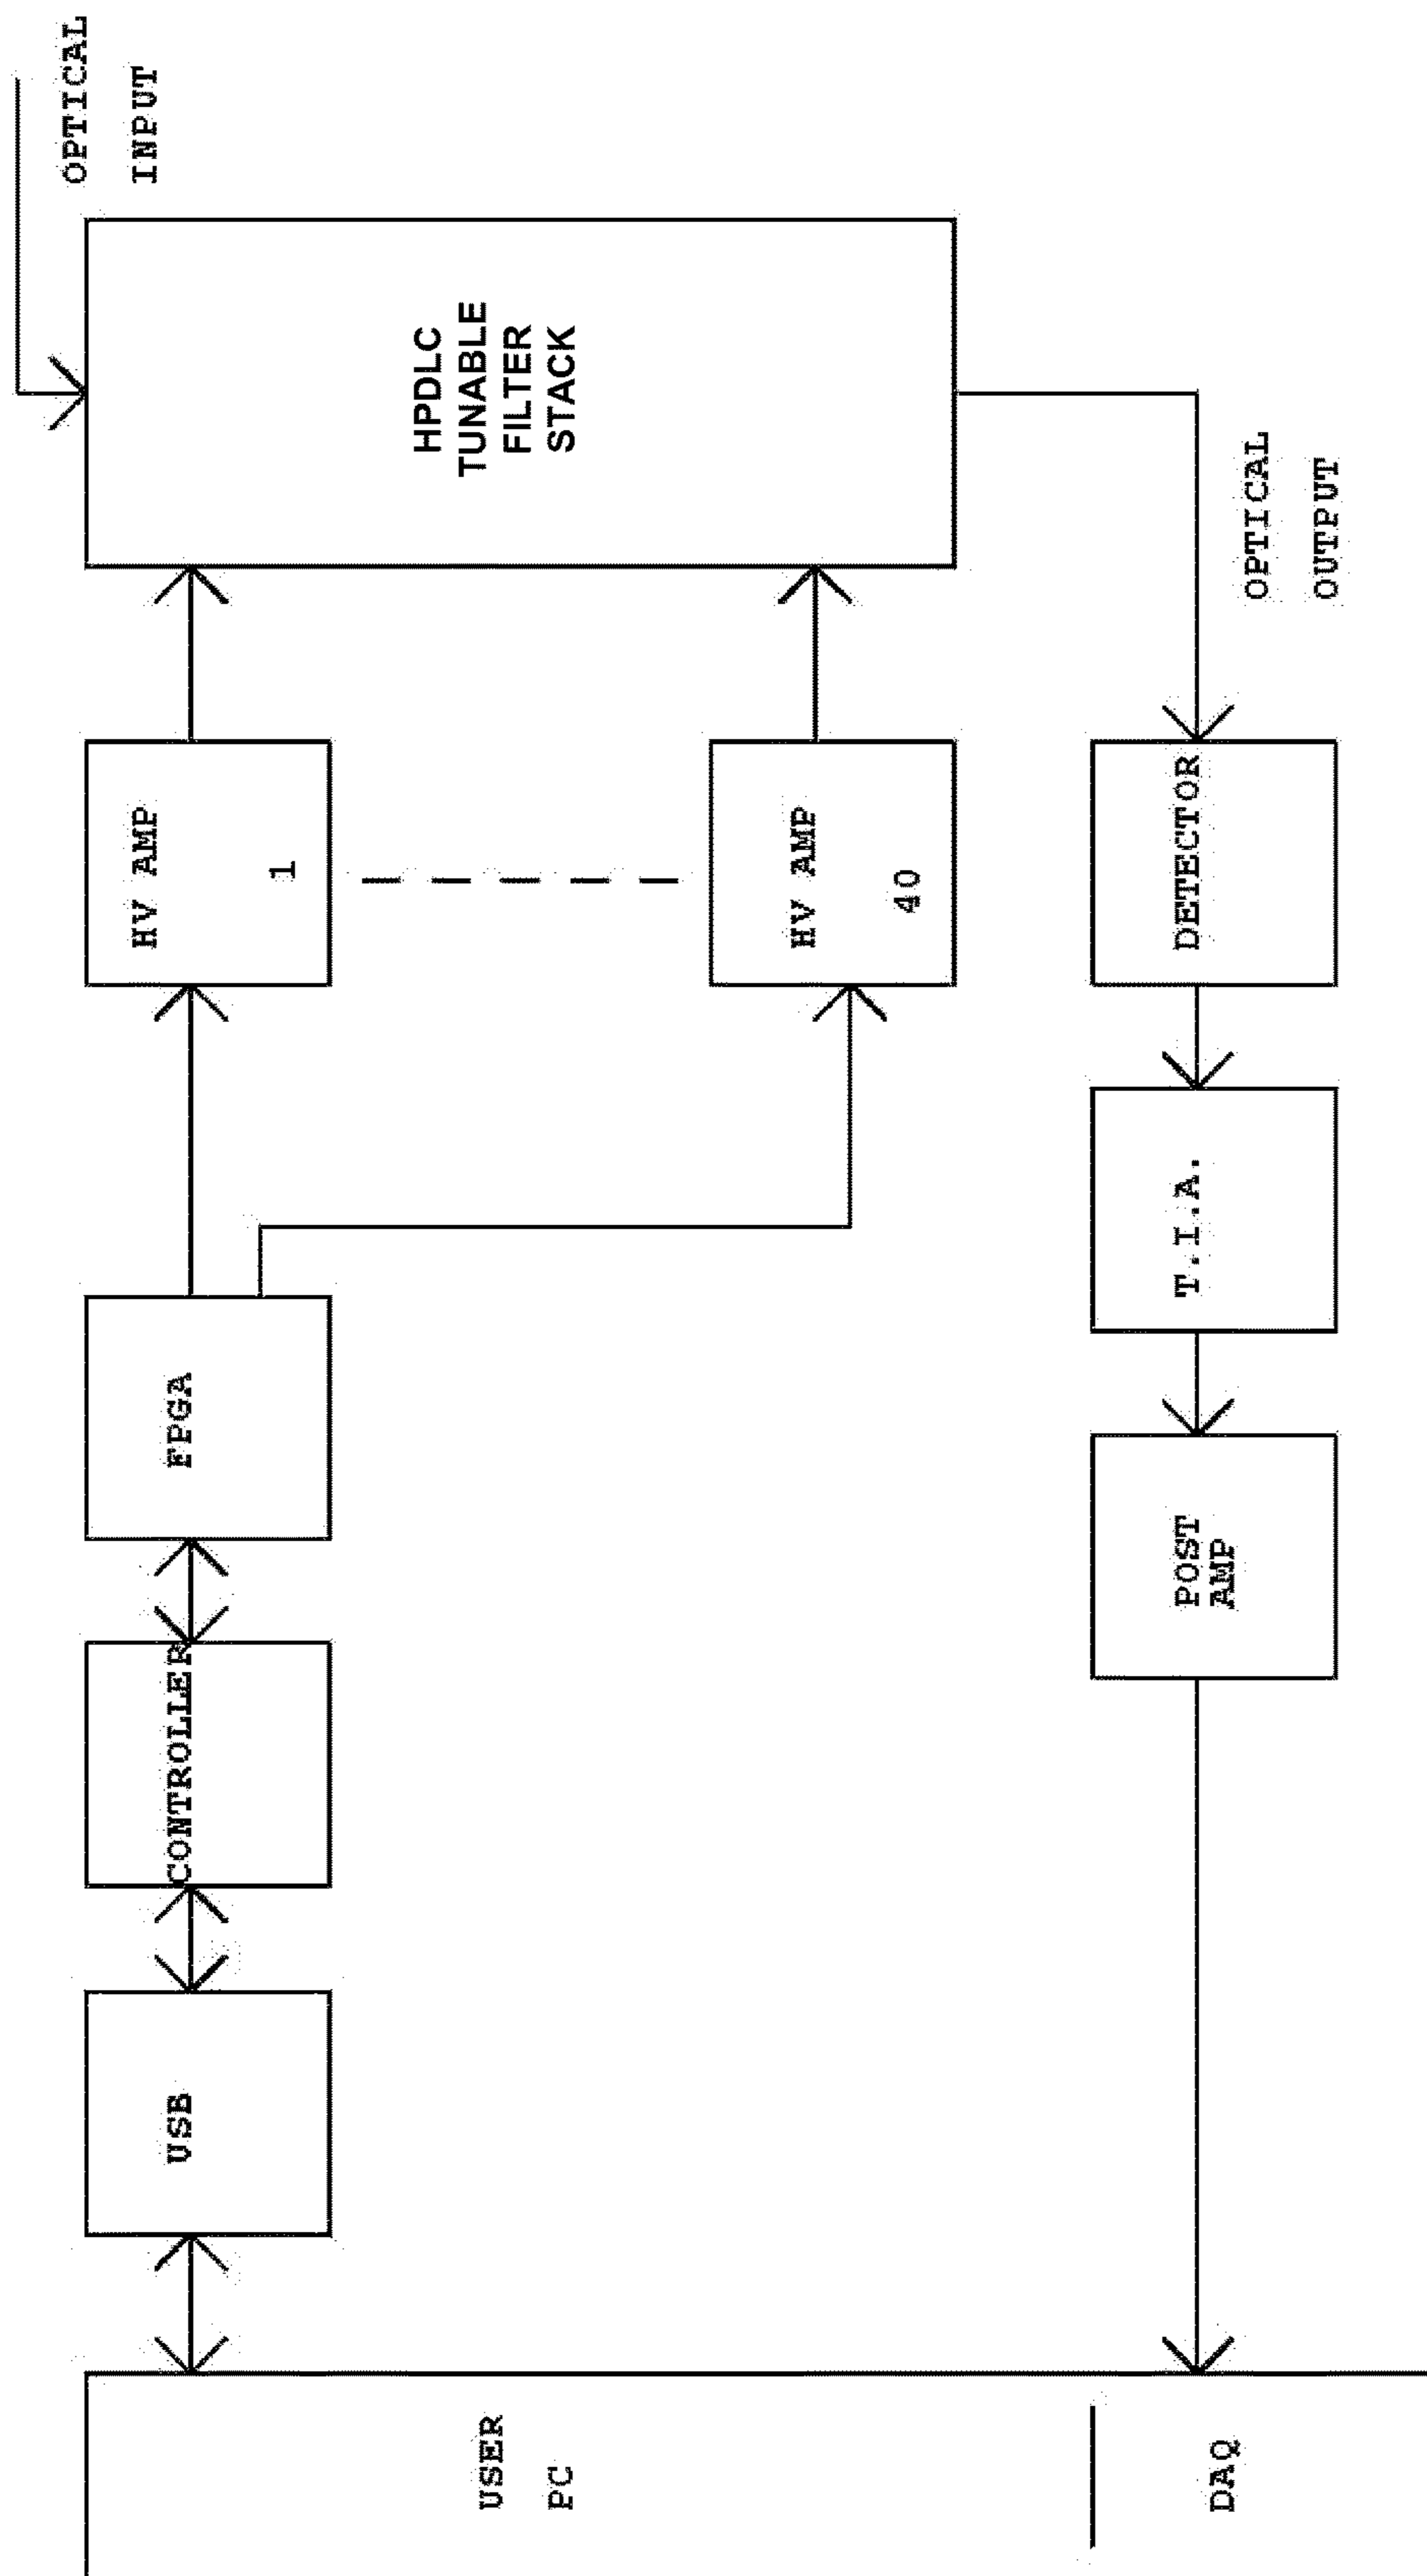 OPTICAL
INPUT
HPDLC
TUNABLE
FILTER
STACK
HV AMP
1
HV AMP
40
OPTICAL
OUTPUT
DETECTOR
T.I.A.
POST
AMP
FPGA
CONTROLLER
USB
USER
PC
DAQ